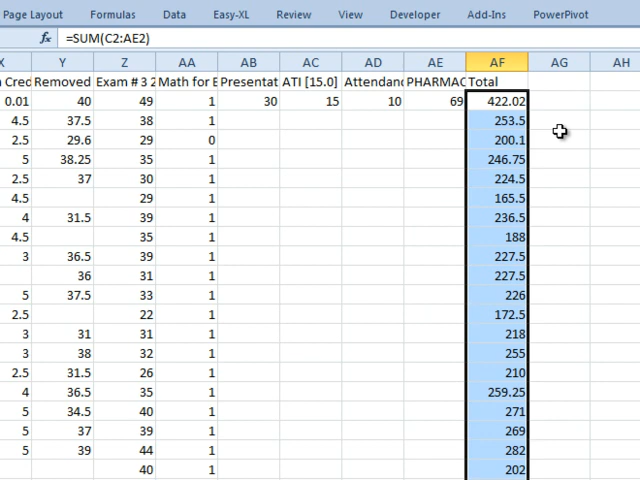 Page Layout Formulas Data Easy-XL Review View Developer Add-Ins PowerPivot
fx =SUM(C2:AE2)
X Y Z AA AB AC AD AE AF AG AH
Cred Removed Exam # 3 2 Math for E Presentat ATI [15.0] Attendanc PHARMAC Total
0.01 40 49 1 30 15 10 69 422.02
4.5 37.5 38 1 253.5
2.5 29.6 29 0 200.1
5 38.25 35 1 246.75
2.5 37 30 1 224.5
4.5 29 1 165.5
4 31.5 39 1 236.5
4.5 35 1 188
3 36.5 39 1 227.5
36 31 1 227.5
5 37.5 33 1 226
2.5 22 1 172.5
3 31 31 1 218
3 38 32 1 255
2.5 31.5 26 1 210
4 36.5 35 1 259.25
5 34.5 40 1 271
5 37 39 1 269
5 39 44 1 282
40 1 202